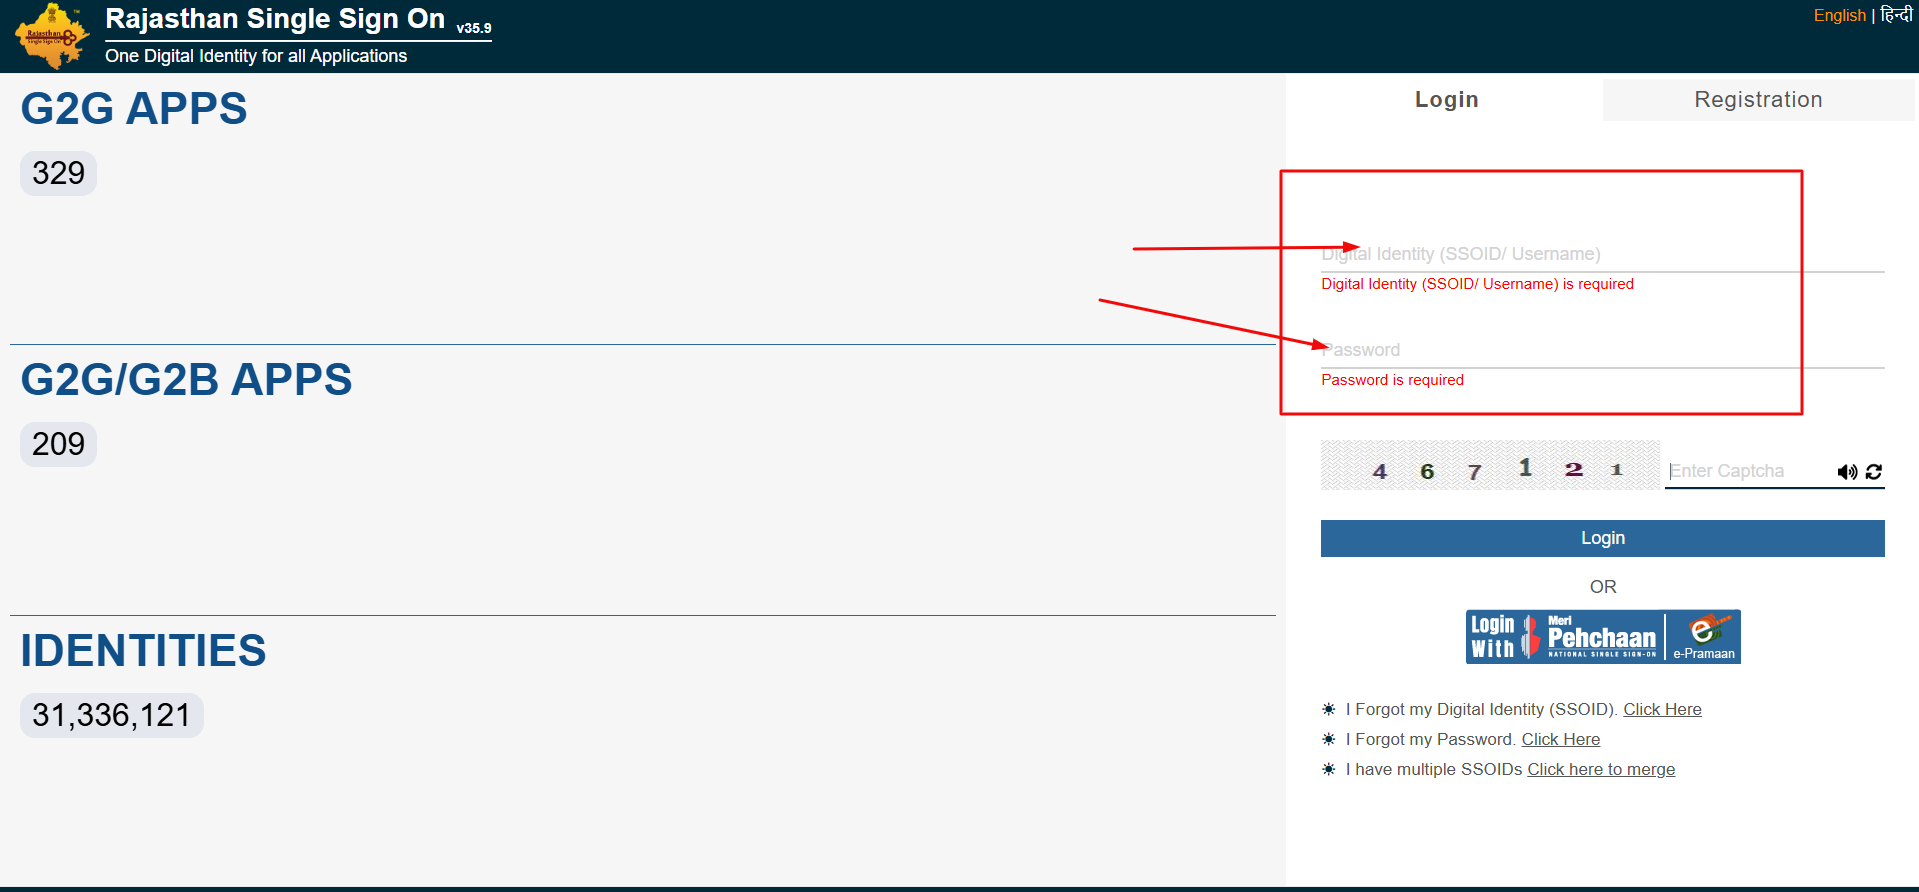 Rajasthan Single Sign On v35.9
One Digital Identity for all Applications
English | हिन्दी
Rajasthan
Single Sign On
G2G APPS
329
G2G/G2B APPS
209
IDENTITIES
31,336,121
Login
Registration
Digital Identity (SSOID/ Username)
Digital Identity (SSOID/ Username) is required
Password
Password is required
4 6 7 1 2 1
Enter Captcha
Login
OR
Login With
Meri
Pehchaan
NATIONAL SINGLE SIGN-ON
e-Pramaan
I Forgot my Digital Identity (SSOID). Click Here
I Forgot my Password. Click Here
I have multiple SSOIDs Click here to merge